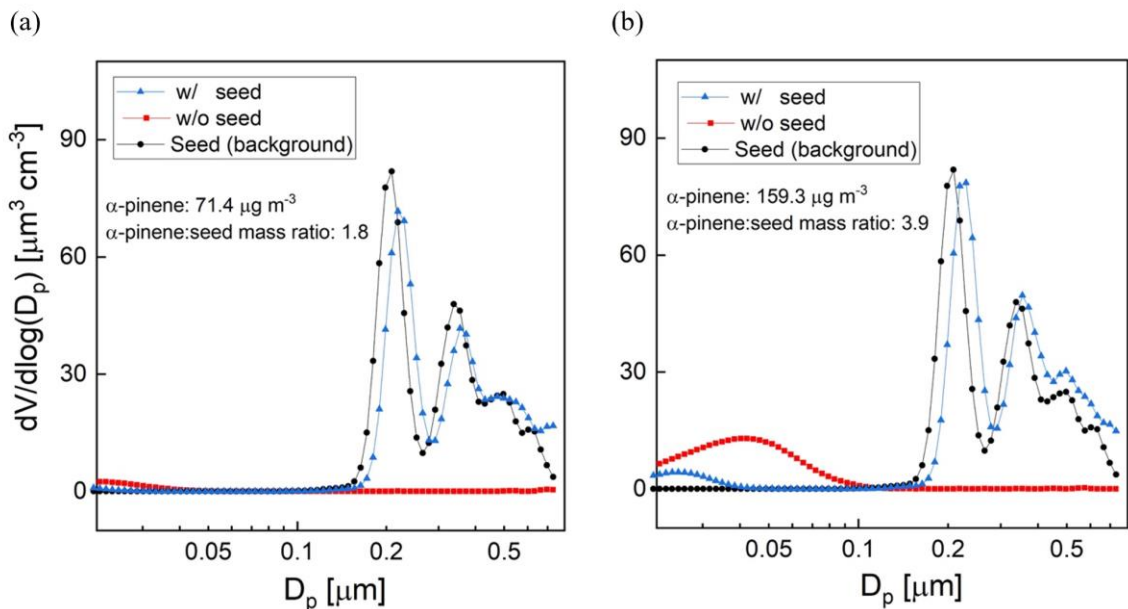 (a)
w/ seed
w/o seed
Seed (background)
α-pinene: 71.4 μg m⁻³
α-pinene:seed mass ratio: 1.8
dV/dlog(Dₚ) [μm³ cm⁻³]
90
60
30
0
0.05
0.1
0.2
0.5
Dₚ [μm]
(b)
w/ seed
w/o seed
Seed (background)
α-pinene: 159.3 μg m⁻³
α-pinene:seed mass ratio: 3.9
90
60
30
0
0.05
0.1
0.2
0.5
Dₚ [μm]